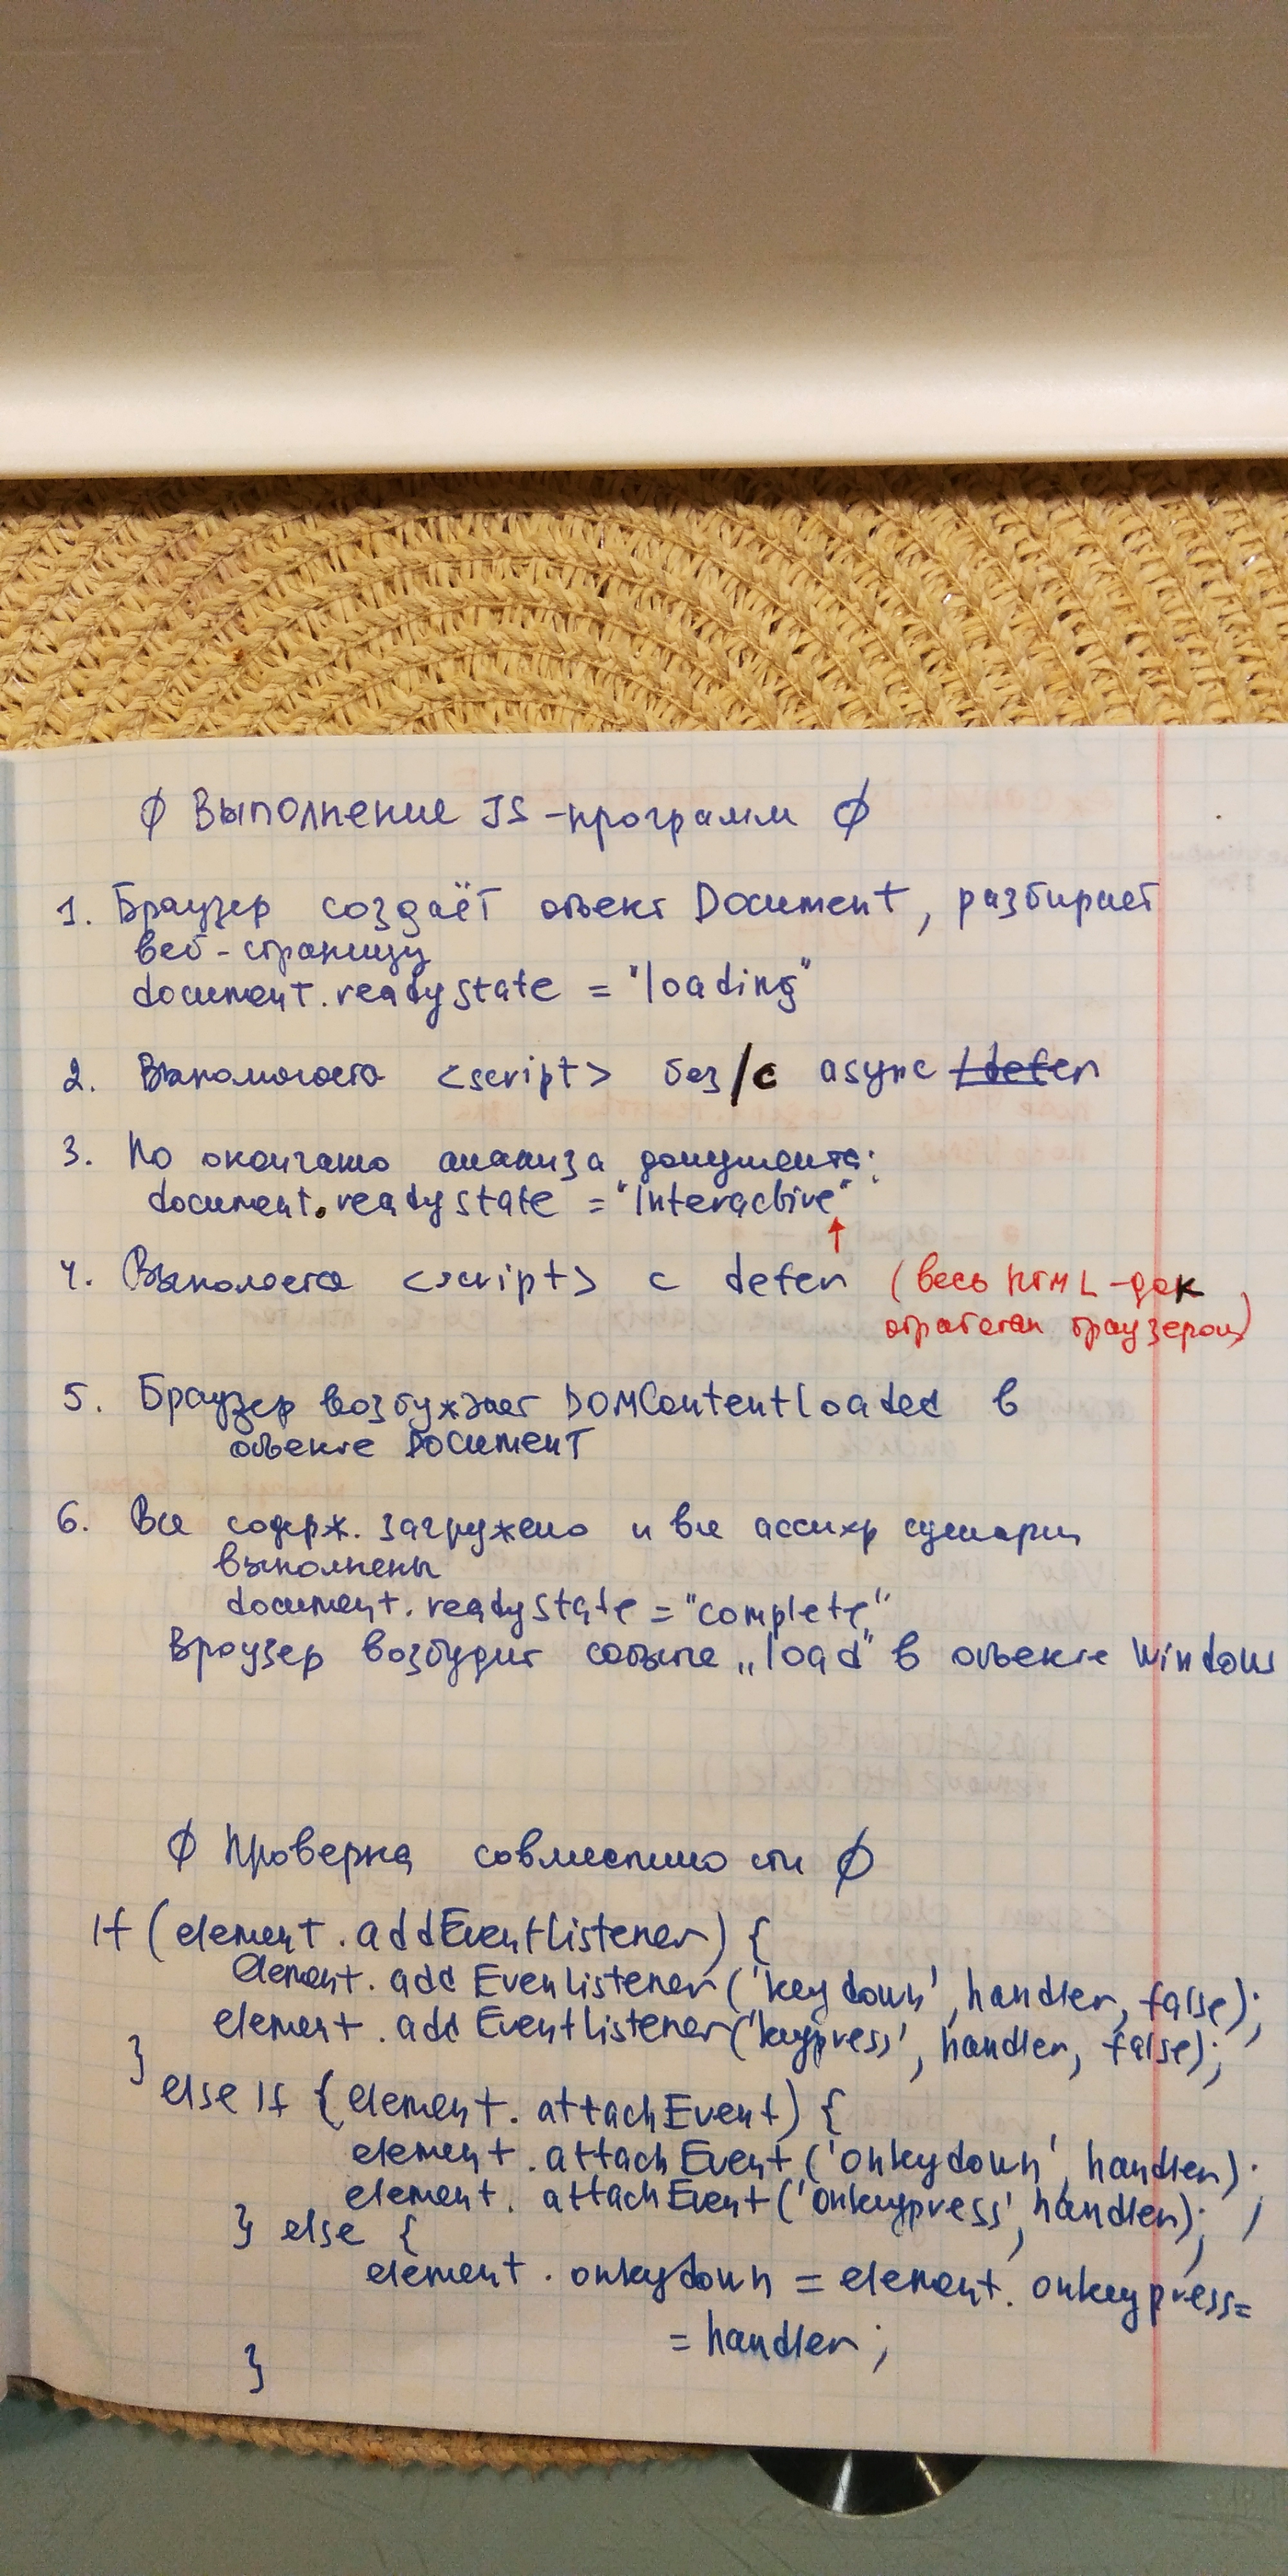 ∅ Выполнение JS-программ ∅
1. Браузер создаёт объект Document, разбирает
веб-страницу
document.readyState = "loading"
2. Выполняются <script> без/с async /defer
3. По окончанию анализа документа:
document.readyState = "Interactive"
↑
4. Выполняются <script> с defer (весь HTML-док
обработан браузером)
5. Браузер возбуждает DOMContentloaded в
объекте DOCUMENT
6. Все содерж. загружено и все ассихр сценарии
выполнены
document.readyState = "complete"
Браузер возбудит событие „load" в объекте Window
∅ Проверка совместимости ∅
If (element.addEventListener) {
Element.addEvenListener('keydown', handler, false);
element.addEventListener('keypress', handler, false);
}
else If {element.attachEvent) {
element.attachEvent('onkeydown', handler);
element.attachEvent('onkeypress', handler);
} else {
element.onkeydown = element.onkeypress=
= handler;
}